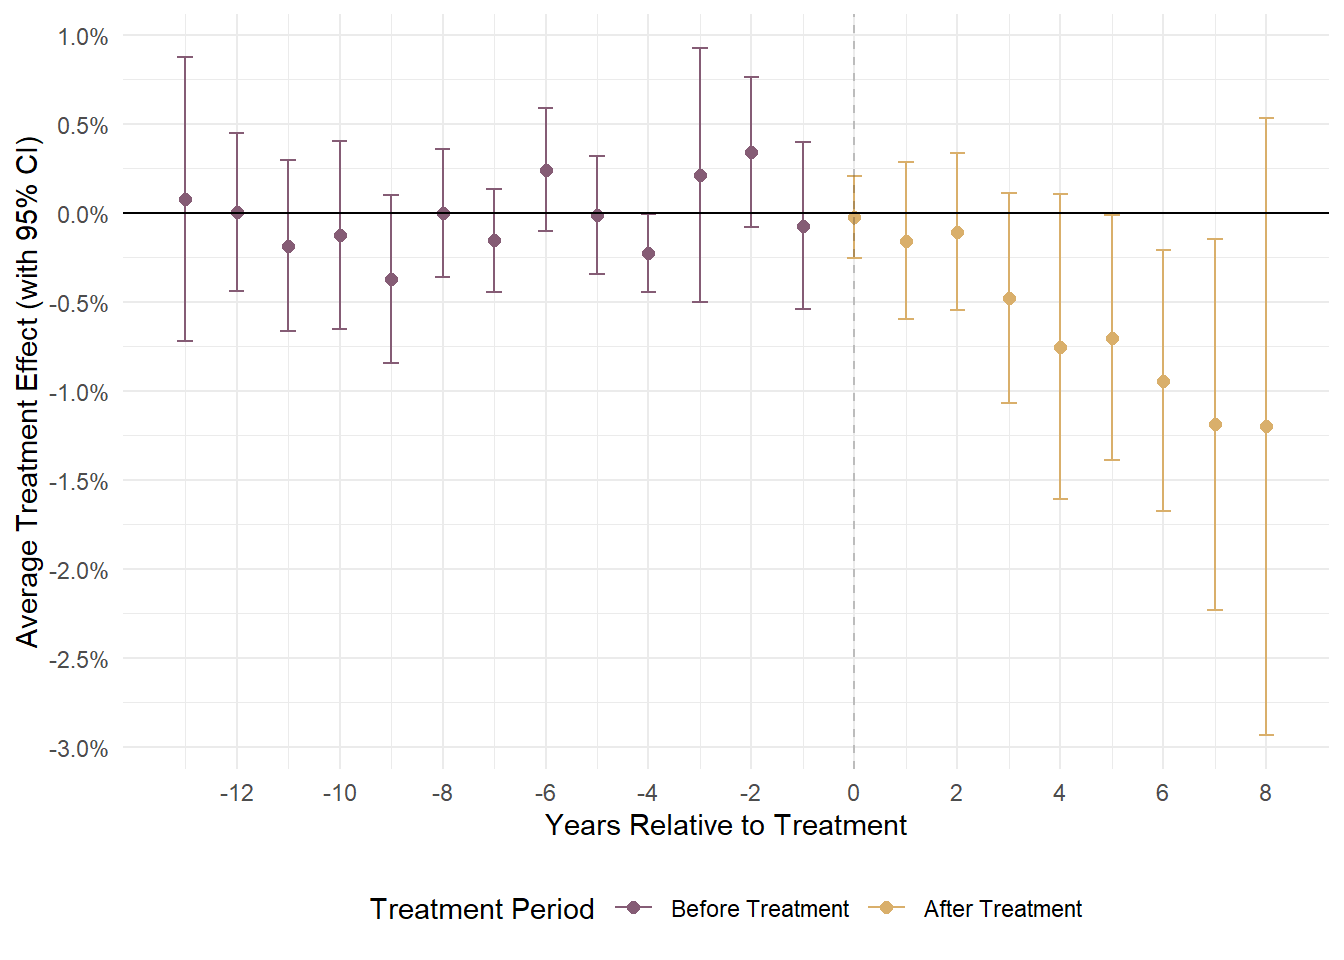 Average Treatment Effect (with 95% CI)
1.0%
0.5%
0.0%
-0.5%
-1.0%
-1.5%
-2.0%
-2.5%
-3.0%
-12 -10 -8 -6 -4 -2 0 2 4 6 8
Years Relative to Treatment
Treatment Period Before Treatment After Treatment